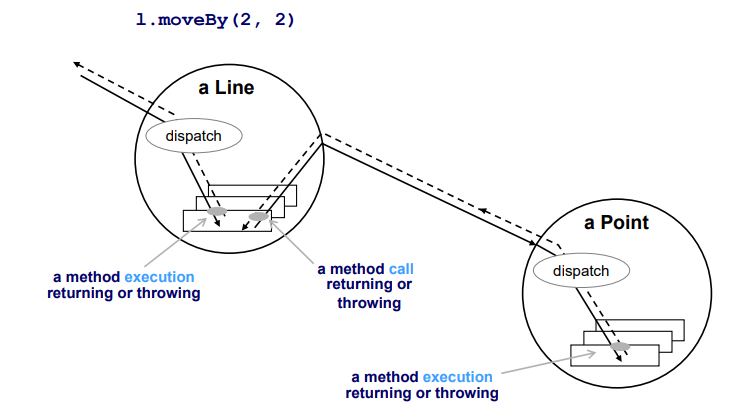 l.moveBy(2, 2)
a Line
dispatch
a method execution
returning or throwing
a method call
returning or
throwing
a Point
dispatch
a method execution
returning or throwing